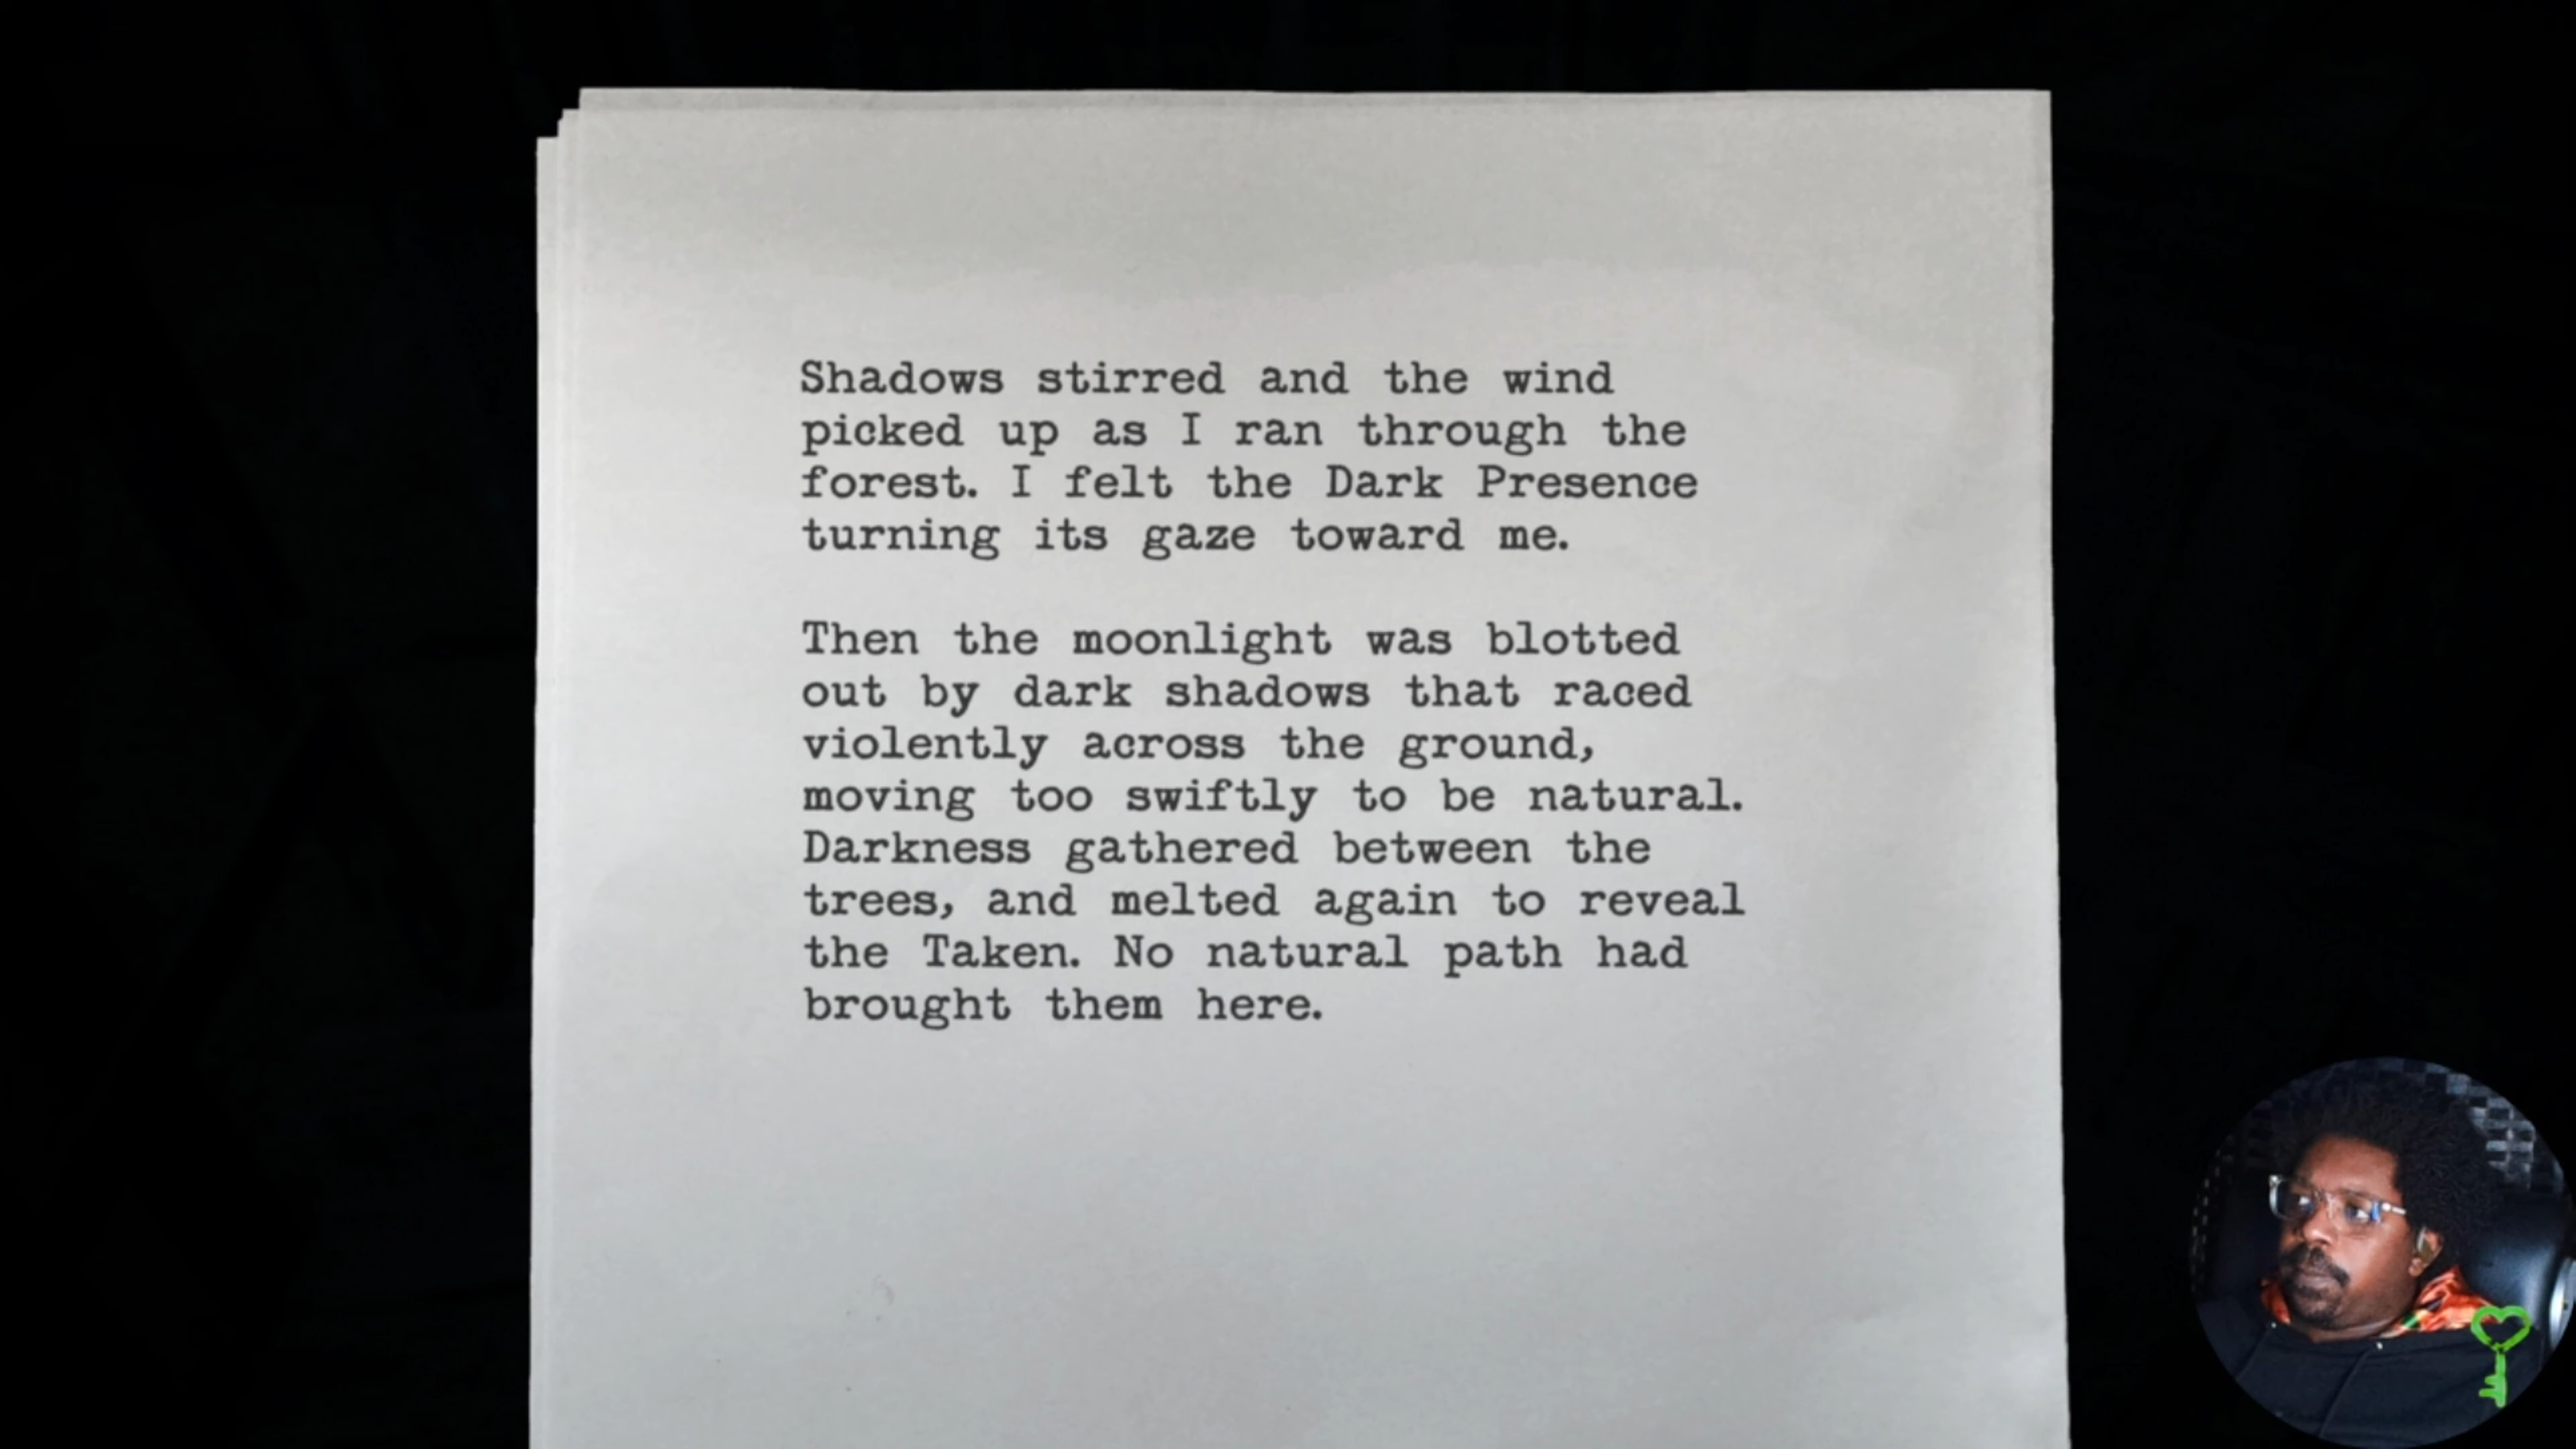 Shadows stirred and the wind
picked up as I ran through the
forest. I felt the Dark Presence
turning its gaze toward me.
Then the moonlight was blotted
out by dark shadows that raced
violently across the ground,
moving too swiftly to be natural.
Darkness gathered between the
trees, and melted again to reveal
the Taken. No natural path had
brought them here.